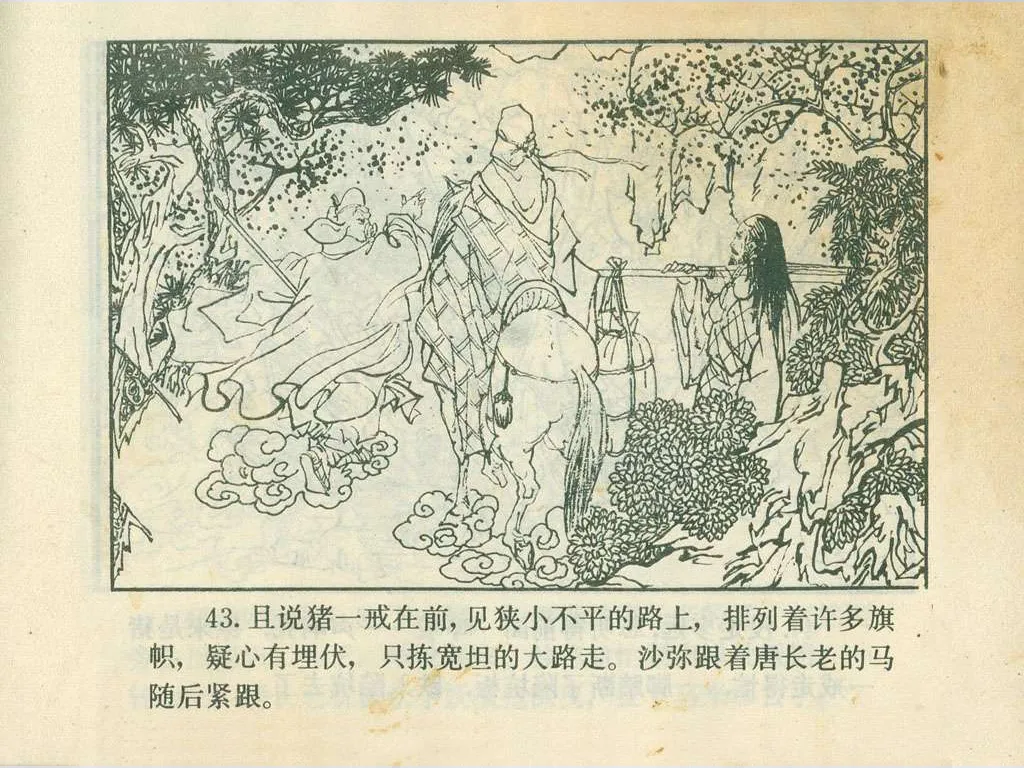 43. 且说猪一戒在前，见狭小不平的路上，排列着许多旗
帜，疑心有埋伏，只拣宽坦的大路走。沙弥跟着唐长老的马
随后紧跟。